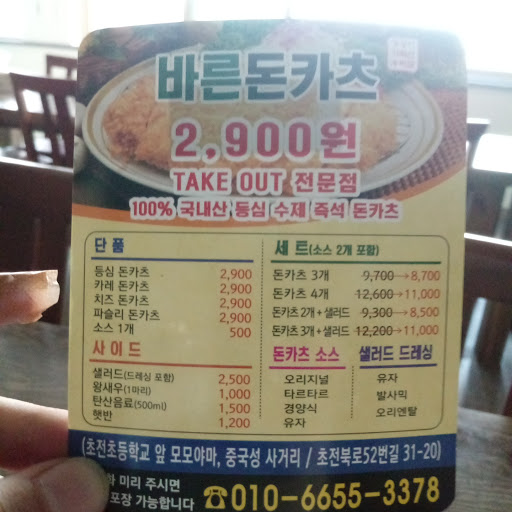 바른돈카츠
2,900원
TAKE OUT 전문점
100% 국내산 등심 수제 즉석 돈카츠
단품
등심 돈카츠 2,900
카레 돈카츠 2,900
치즈 돈카츠 2,900
파슬리 돈카츠 2,900
소스 1개 500
사이드
샐러드(드레싱 포함) 2,500
왕새우(1마리) 1,000
탄산음료(500ml) 1,500
햇반 1,200
세트(소스 2개 포함)
돈카츠 3개 9,700→8,700
돈카츠 4개 12,600→11,000
돈카츠 2개+샐러드 9,300→8,500
돈카츠 3개+샐러드 12,200→11,000
돈카츠 소스
오리지널
타르타르
경양식
유자
샐러드 드레싱
유자
발사믹
오리엔탈
(초전초등학교 앞 모모야마, 중국성 사거리 / 초전북로52번길 31-20)
화 미리 주시면
포장 가능합니다
☎010-6655-3378